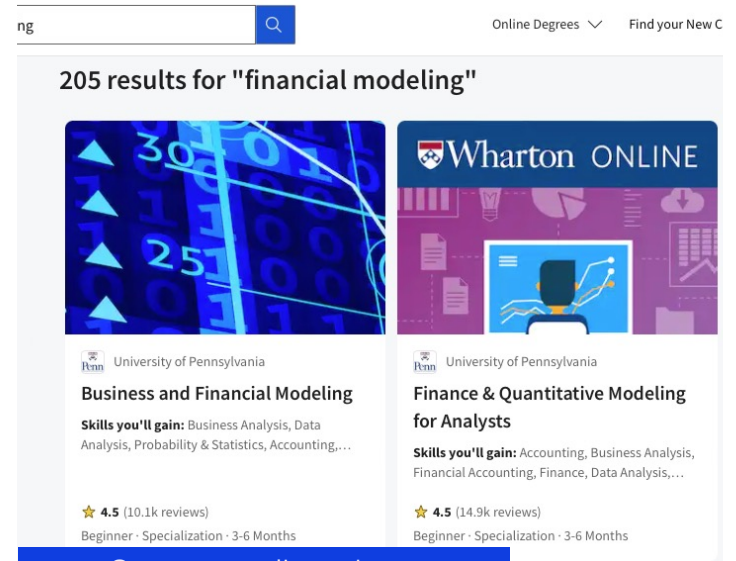 ng
Online Degrees
Find your New C
205 results for "financial modeling"
30
25
Wharton ONLINE
Penn
University of Pennsylvania
Business and Financial Modeling
Skills you'll gain: Business Analysis, Data
Analysis, Probability & Statistics, Accounting,...
4.5 (10.1k reviews)
Beginner · Specialization · 3-6 Months
Penn
University of Pennsylvania
Finance & Quantitative Modeling
for Analysts
Skills you'll gain: Accounting, Business Analysis,
Financial Accounting, Finance, Data Analysis,...
4.5 (14.9k reviews)
Beginner · Specialization · 3-6 Months